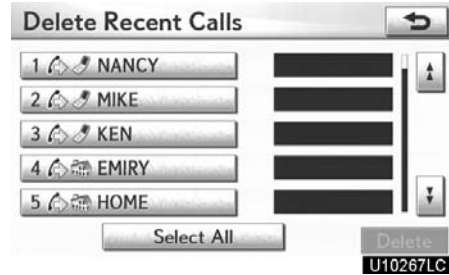 Delete Recent Calls
1 NANCY
2 MIKE
3 KEN
4 EMIRY
5 HOME
Select All
Delete
U10267LC